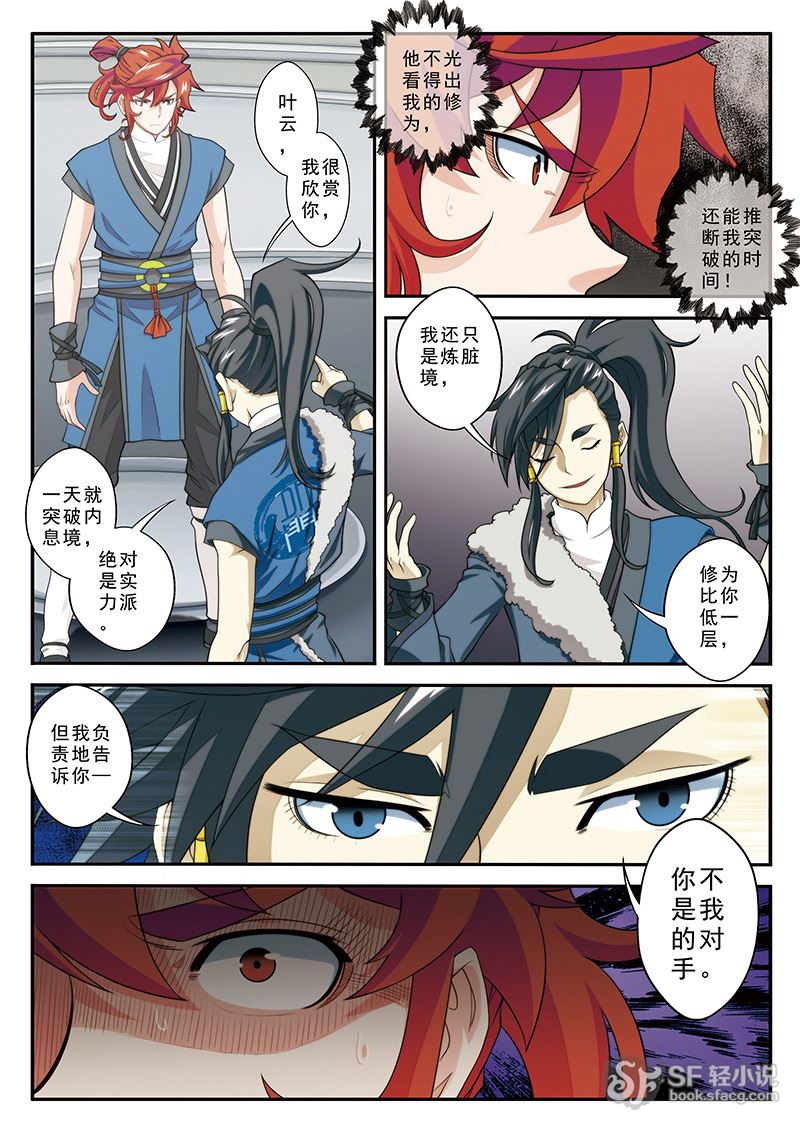 叶
云，
我很
欣赏
你，
一天就
突破内
息境，
绝对
是实
力派
。
他不光
看得出
我的修
为，
还能推
断我突
破的时
间！
我还只
是炼脏
境，
修为
比你
低一
层，
但我负
责地告
诉你—
你不
是我
的对
手。
SF 轻小说
book.sfacg.com